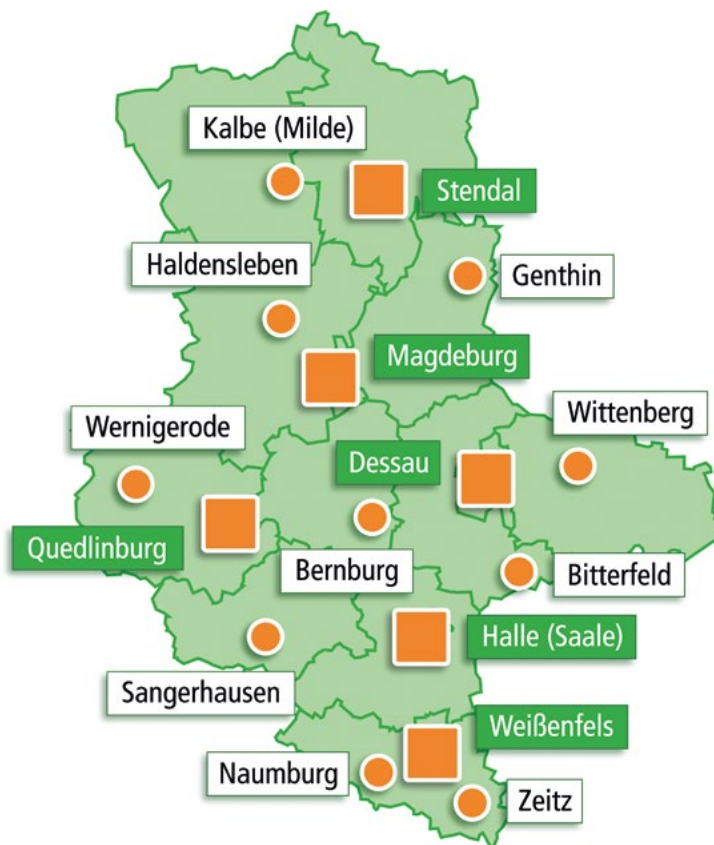 Kalbe (Milde)
Stendal
Haldensleben
Genthin
Magdeburg
Wernigerode
Wittenberg
Dessau
Quedlinburg
Bernburg
Bitterfeld
Halle (Saale)
Sangerhausen
Weißenfels
Naumburg
Zeitz